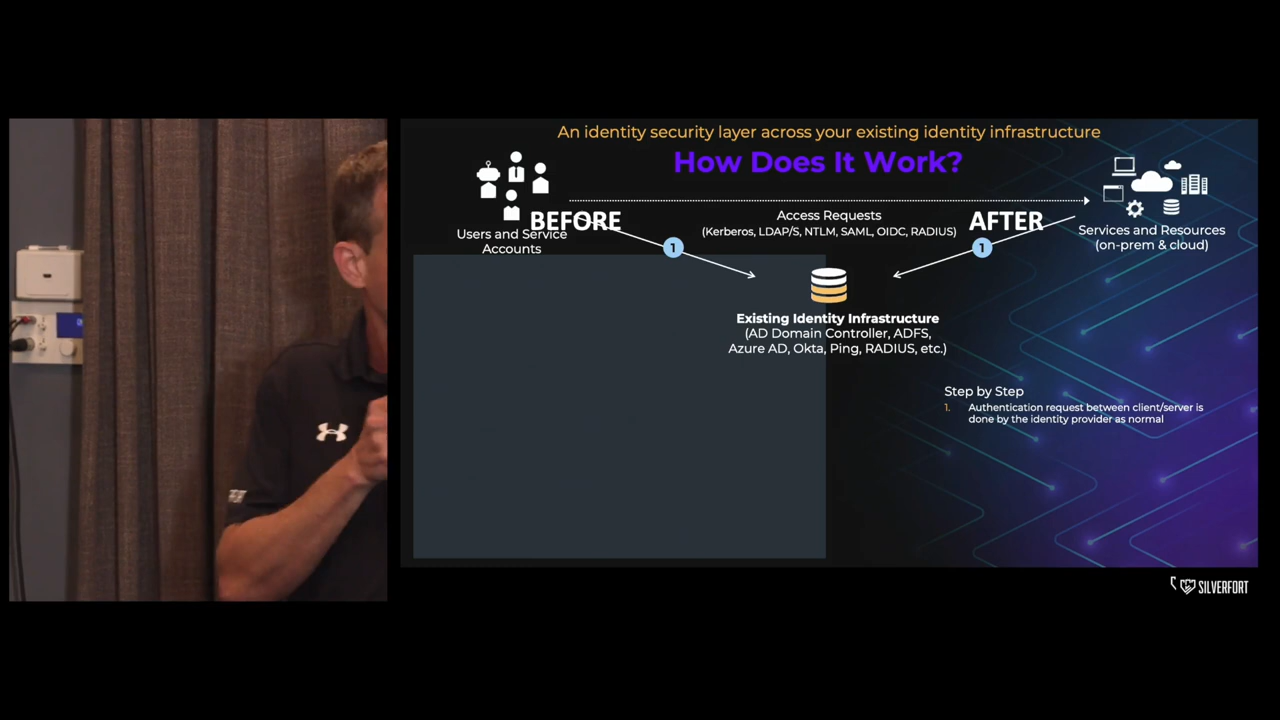 An identity security layer across your existing identity infrastructure
How Does It Work?
BEFORE
AFTER
Users and Service
Accounts
Access Requests
(Kerberos, LDAP/S, NTLM, SAML, OIDC, RADIUS)
Services and Resources
(on-prem & cloud)
1
1
Existing Identity Infrastructure
(AD Domain Controller, ADFS,
Azure AD, Okta, Ping, RADIUS, etc.)
Step by Step
1. Authentication request between client/server is
done by the identity provider as normal
SILVERFORT